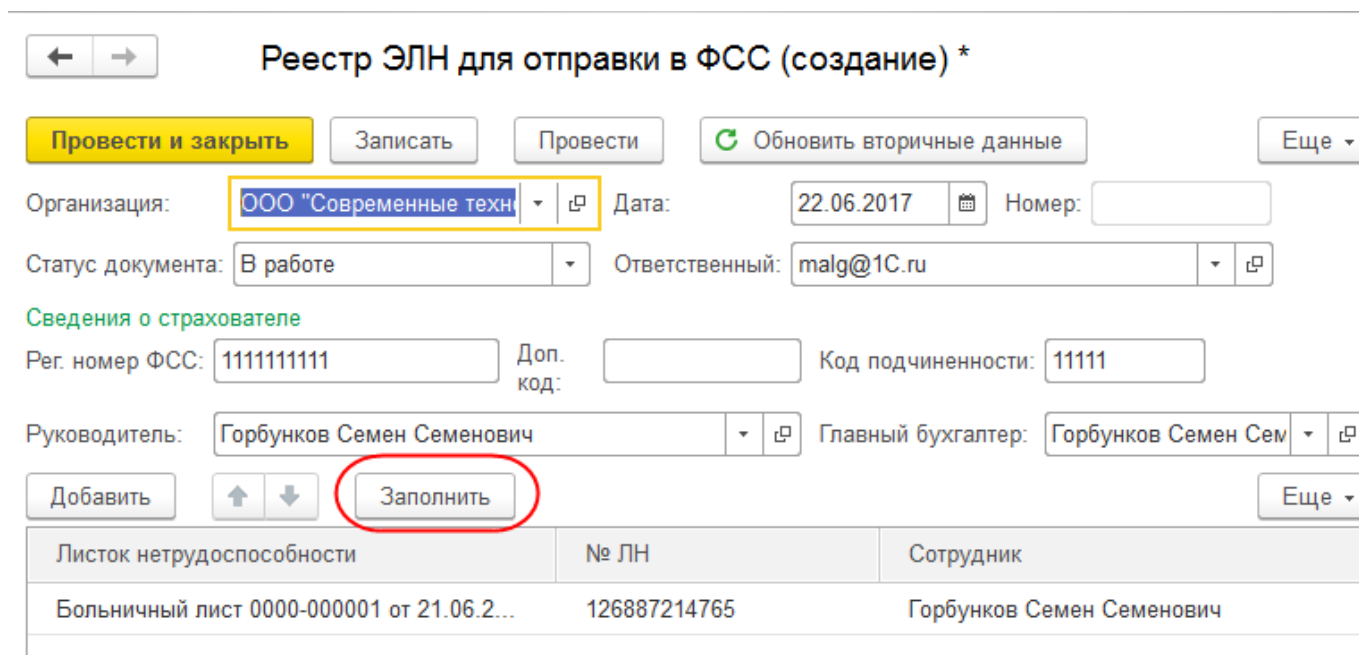 Реестр ЭЛН для отправки в ФСС (создание) *
Провести и закрыть Записать Провести Обновить вторичные данные Еще
Организация: ООО "Современные техн Дата: 22.06.2017 Номер:
Статус документа: В работе Ответственный: malg@1C.ru
Сведения о страхователе
Рег. номер ФСС: 1111111111 Доп. код: Код подчиненности: 11111
Руководитель: Горбунков Семен Семенович Главный бухгалтер: Горбунков Семен Сем
Добавить Заполнить Еще
Листок нетрудоспособности № ЛН Сотрудник
Больничный лист 0000-000001 от 21.06.2... 126887214765 Горбунков Семен Семенович